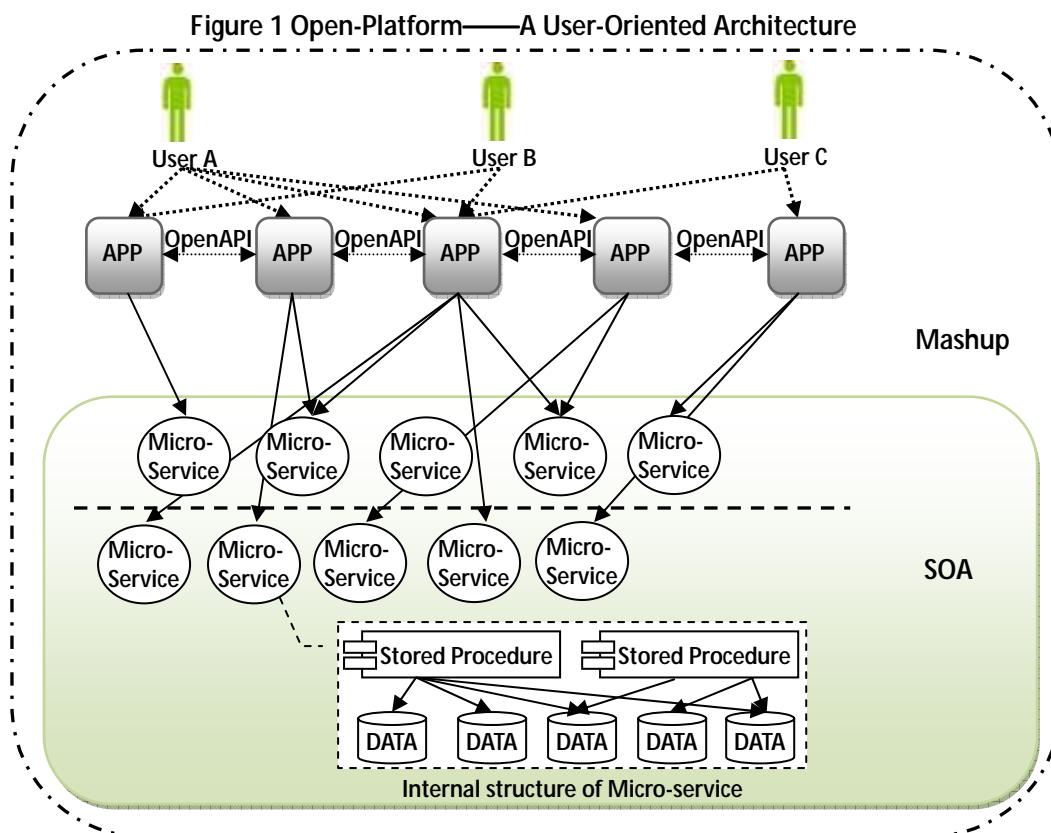 Figure 1 Open-Platform——A User-Oriented Architecture
User A
User B
User C
APP
OpenAPI
APP
OpenAPI
APP
OpenAPI
APP
OpenAPI
APP
Mashup
Micro-
Service
Micro-
Service
Micro-
Service
Micro-
Service
Micro-
Service
Micro-
Service
Micro-
Service
Micro-
Service
Micro-
Service
Micro-
Service
SOA
Stored Procedure
Stored Procedure
DATA
DATA
DATA
DATA
DATA
Internal structure of Micro-service